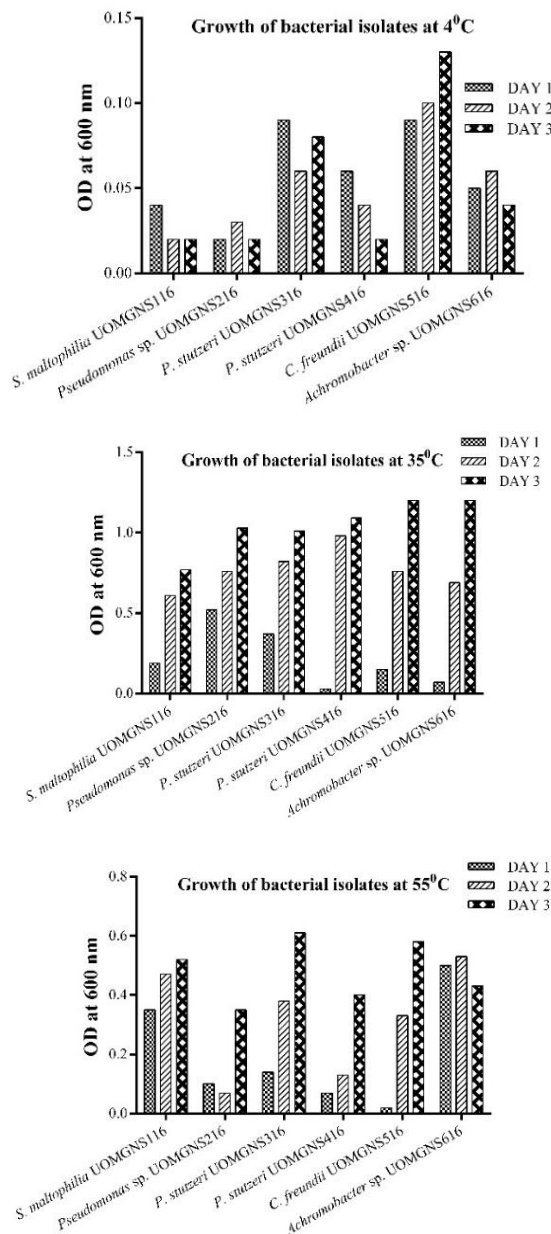 Growth of bacterial isolates at 4⁰C
DAY 1
DAY 2
DAY 3
OD at 600 nm
0.15
0.10
0.05
0.00
S. maltophilia UOMGNS116
Pseudomonas sp. UOMGNS216
P. stutzeri UOMGNS316
P. stutzeri UOMGNS416
C. freundii UOMGNS516
Achromobacter sp. UOMGNS616
Growth of bacterial isolates at 35⁰C
DAY 1
DAY 2
DAY 3
OD at 600 nm
1.5
1.0
0.5
0.0
S. maltophilia UOMGNS116
Pseudomonas sp. UOMGNS216
P. stutzeri UOMGNS316
P. stutzeri UOMGNS416
C. freundii UOMGNS516
Achromobacter sp. UOMGNS616
Growth of bacterial isolates at 55⁰C
DAY 1
DAY 2
DAY 3
OD at 600 nm
0.8
0.6
0.4
0.2
0.0
S. maltophilia UOMGNS116
Pseudomonas sp. UOMGNS216
P. stutzeri UOMGNS316
P. stutzeri UOMGNS416
C. freundii UOMGNS516
Achromobacter sp. UOMGNS616